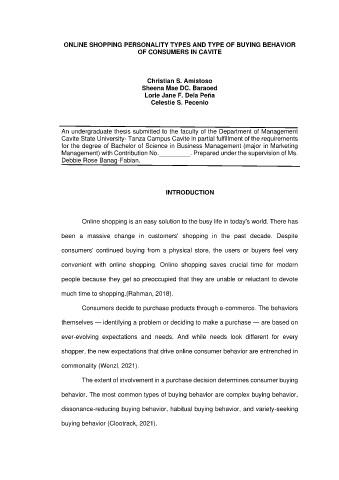 ONLINE SHOPPING PERSONALITY TYPES AND TYPE OF BUYING BEHAVIOR
OF CONSUMERS IN CAVITE
Christian S. Amistoso
Sheena Mae DC. Baraoed
Lorie Jane F. Dela Peña
Celestie S. Pecenio
An undergraduate thesis submitted to the faculty of the Department of Management
Cavite State University- Tanza Campus Cavite in partial fulfillment of the requirements
for the degree of Bachelor of Science in Business Management (major in Marketing
Management) with Contribution No. _________. Prepared under the supervision of Ms.
Debbie Rose Banag-Fabian.
INTRODUCTION
Online shopping is an easy solution to the busy life in today's world. There has
been a massive change in customers' shopping in the past decade. Despite
consumers' continued buying from a physical store, the users or buyers feel very
convenient with online shopping. Online shopping saves crucial time for modern
people because they get so preoccupied that they are unable or reluctant to devote
much time to shopping.(Rahman, 2018).
Consumers decide to purchase products through e-commerce. The behaviors
themselves — identifying a problem or deciding to make a purchase — are based on
ever-evolving expectations and needs. And while needs look different for every
shopper, the new expectations that drive online consumer behavior are entrenched in
commonality (Wenzl, 2021).
The extent of involvement in a purchase decision determines consumer buying
behavior. The most common types of buying behavior are complex buying behavior,
dissonance-reducing buying behavior, habitual buying behavior, and variety-seeking
buying behavior (Clootrack, 2021).